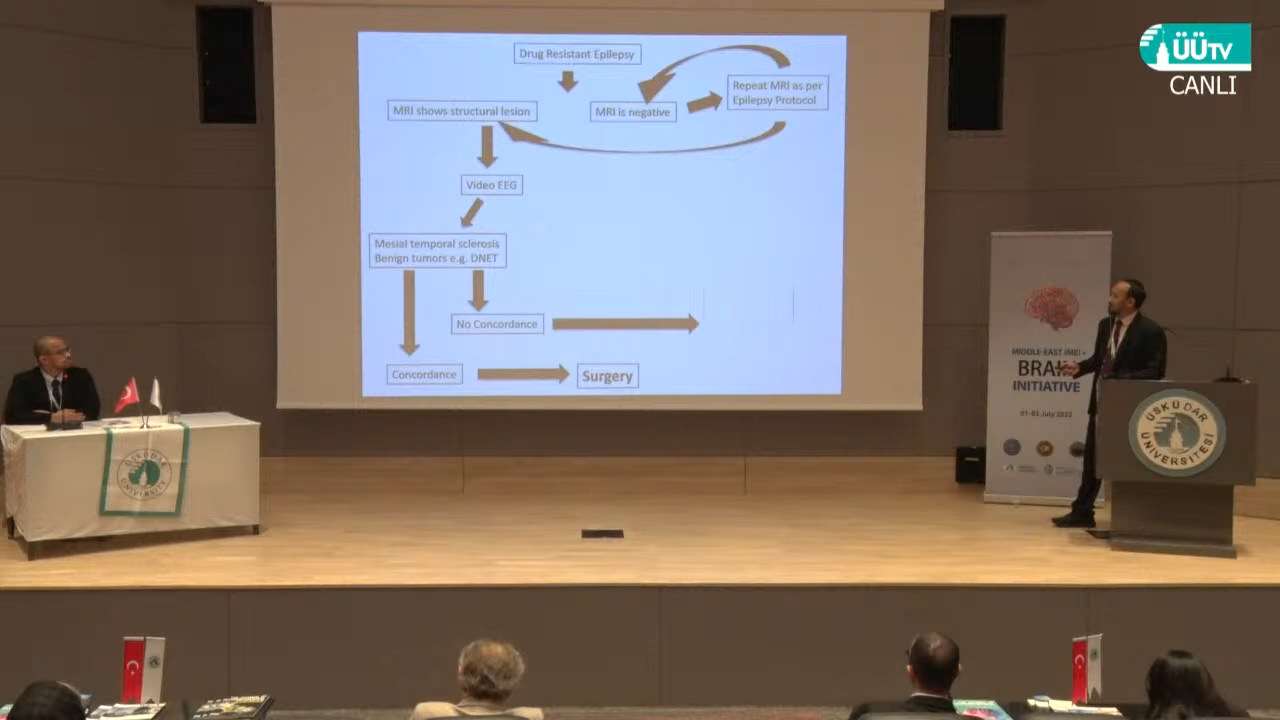 ÜÜTV
CANLI
Drug Resistant Epilepsy
MRI shows structural lesion
MRI is negative
Repeat MRI as per
Epilepsy Protocol
Video EEG
Mesial temporal sclerosis
Benign tumors e.g. DNET
No Concordance
Concordance
Surgery
MIDDLE-EAST (ME)
BRAIN
INITIATIVE
01-03 July 2022
ÜSKÜDAR
ÜNİVERSİTESİ
ÜSKÜDAR
UNIVERSITY